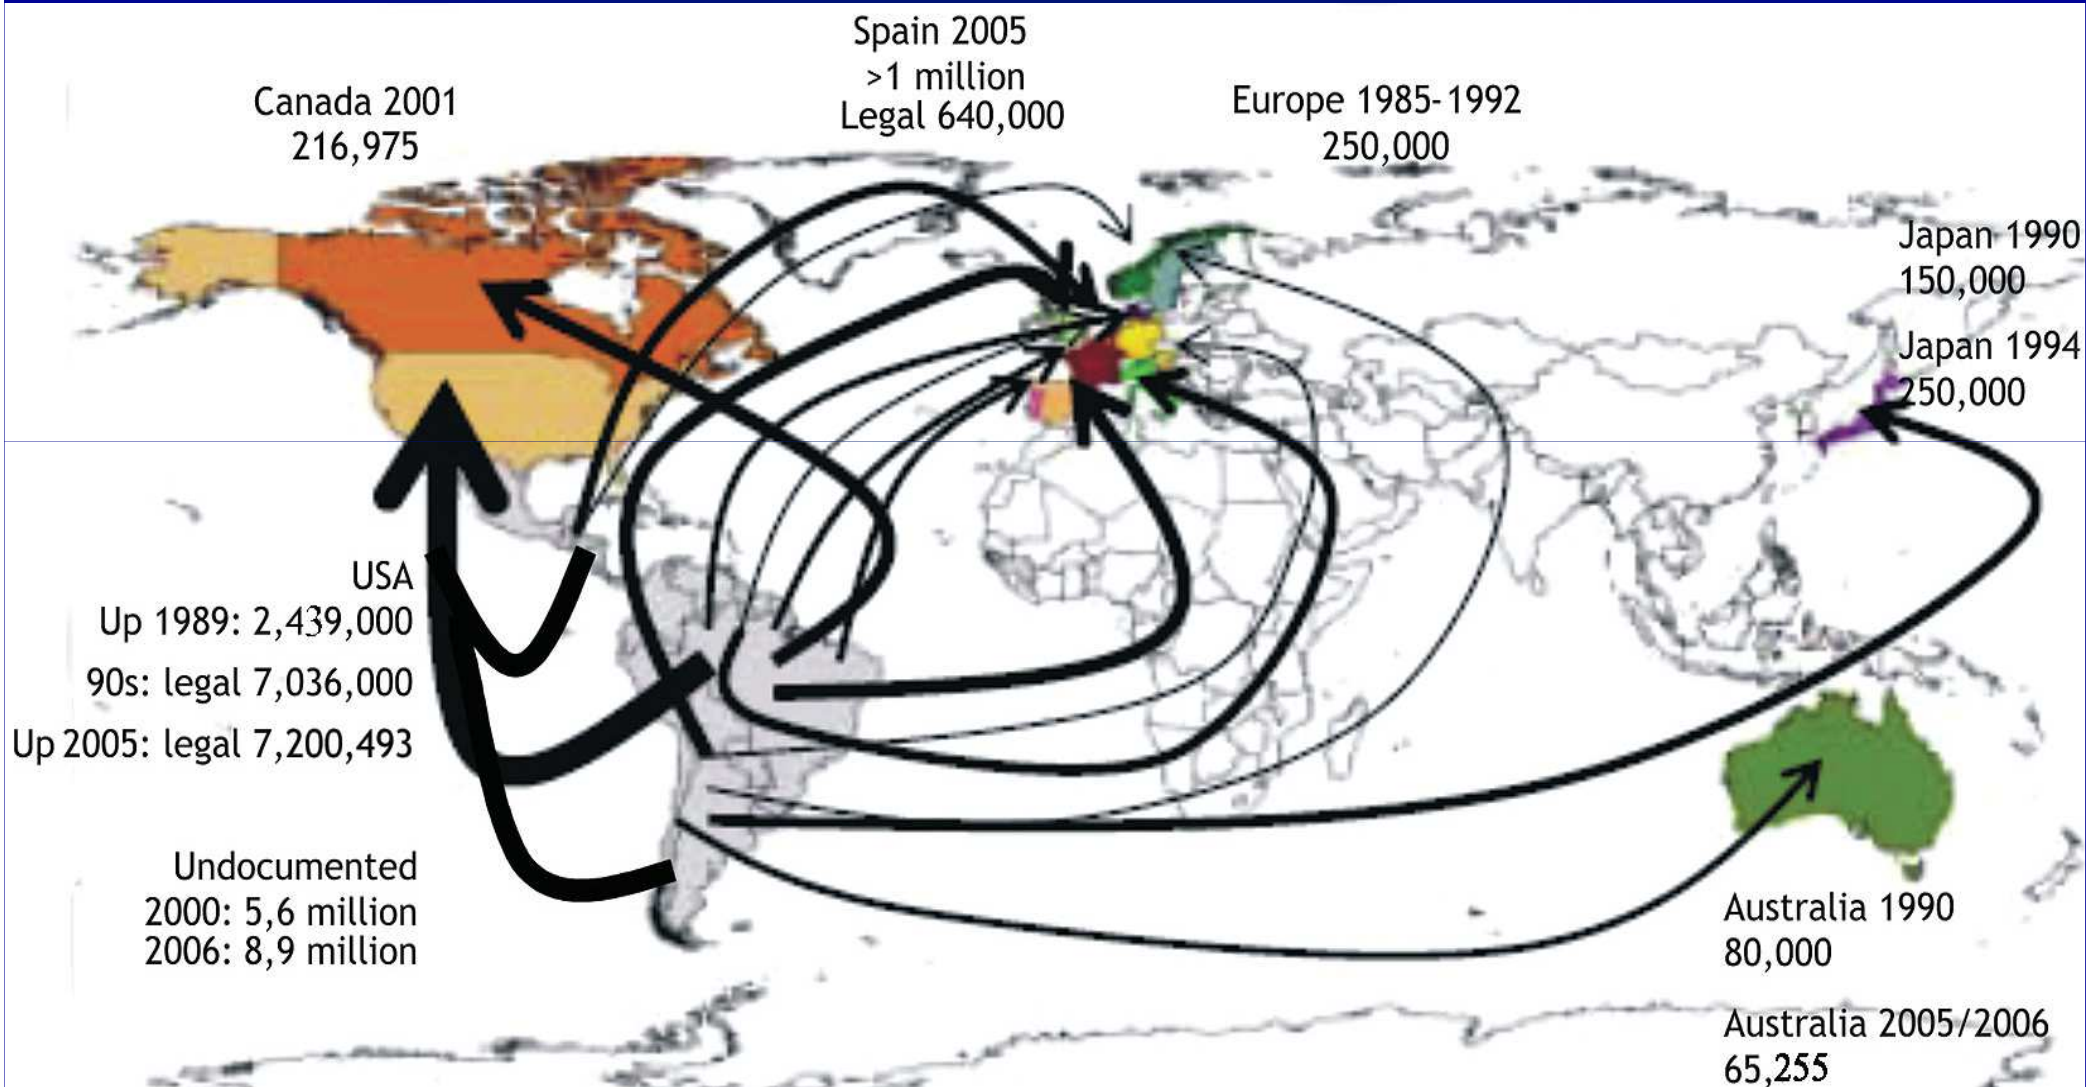 Spain 2005
>1 million
Legal 640,000
Canada 2001
216,975
Europe 1985-1992
250,000
Japan 1990
150,000
Japan 1994
250,000
USA
Up 1989: 2,439,000
90s: legal 7,036,000
Up 2005: legal 7,200,493
Undocumented
2000: 5,6 million
2006: 8,9 million
Australia 1990
80,000
Australia 2005/2006
65,255